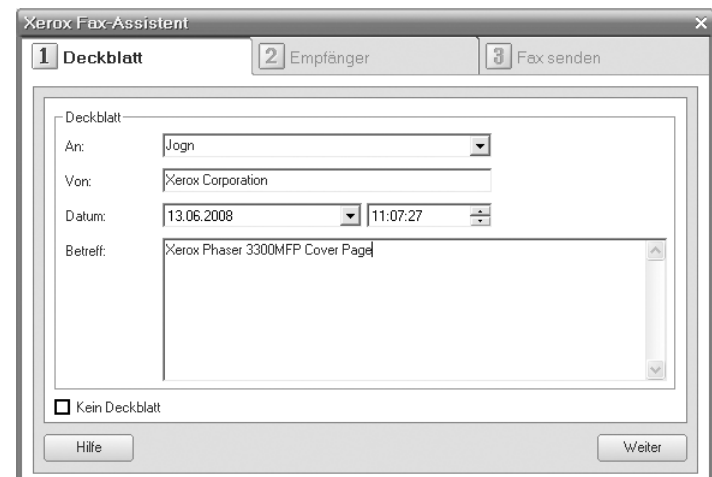 Xerox Fax-Assistent
1 Deckblatt 2 Empfänger 3 Fax senden
Deckblatt
An: Jogn
Von: Xerox Corporation
Datum: 13.06.2008 11:07:27
Betreff: Xerox Phaser 3300MFP Cover Page
Kein Deckblatt
Hilfe Weiter